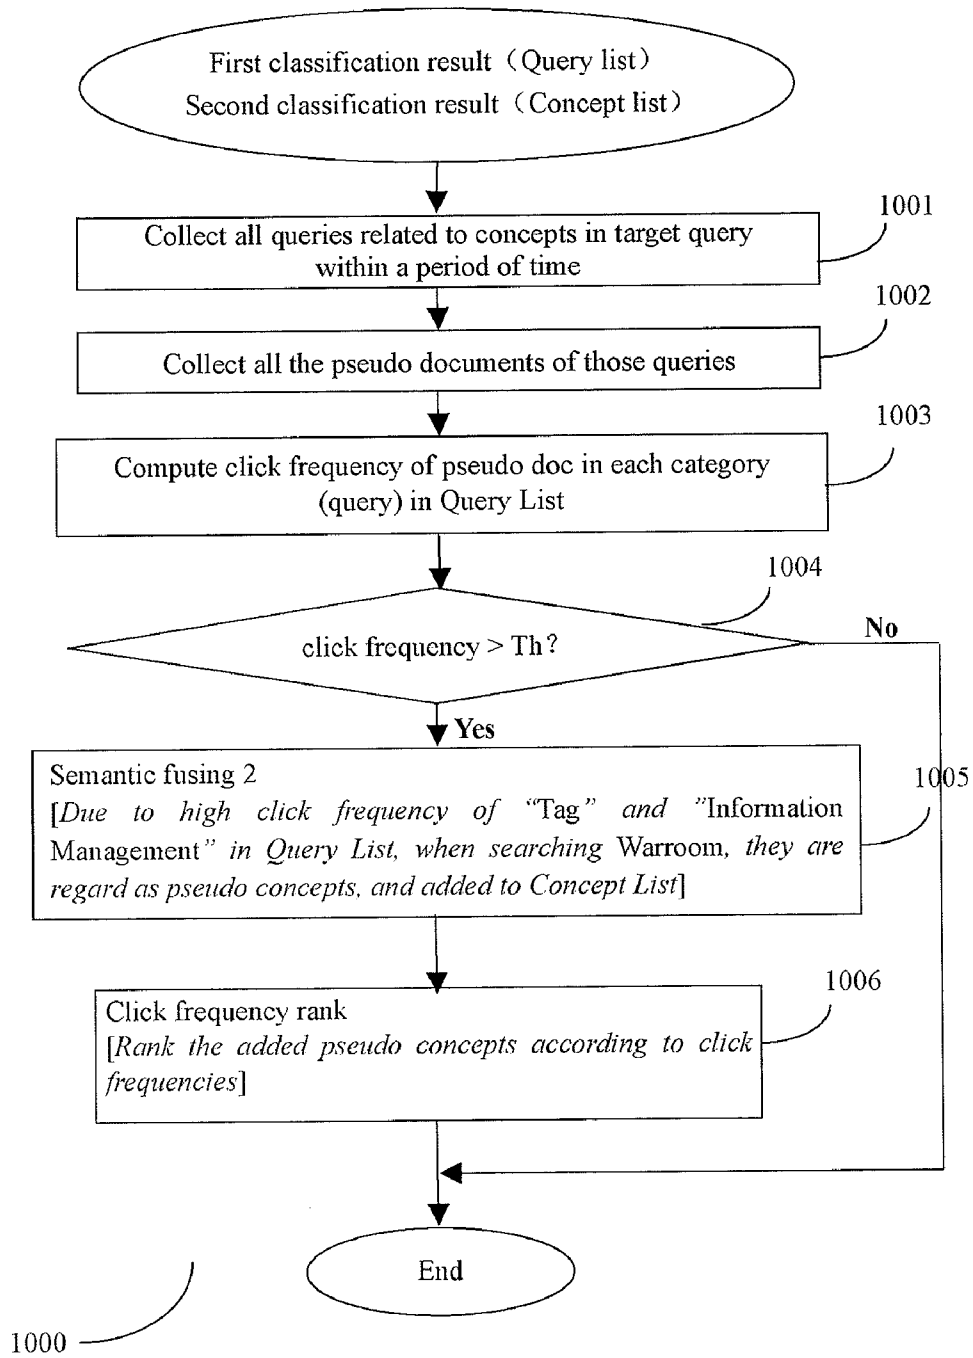 First classification result（Query list）
Second classification result（Concept list）
1001
Collect all queries related to concepts in target query
within a period of time
1002
Collect all the pseudo documents of those queries
1003
Compute click frequency of pseudo doc in each category
(query) in Query List
1004
click frequency > Th?
No
Yes
Semantic fusing 2
1005
[Due to high click frequency of "Tag" and "Information
Management" in Query List, when searching Warroom, they are
regard as pseudo concepts, and added to Concept List]
1006
Click frequency rank
[Rank the added pseudo concepts according to click
frequencies]
End
1000